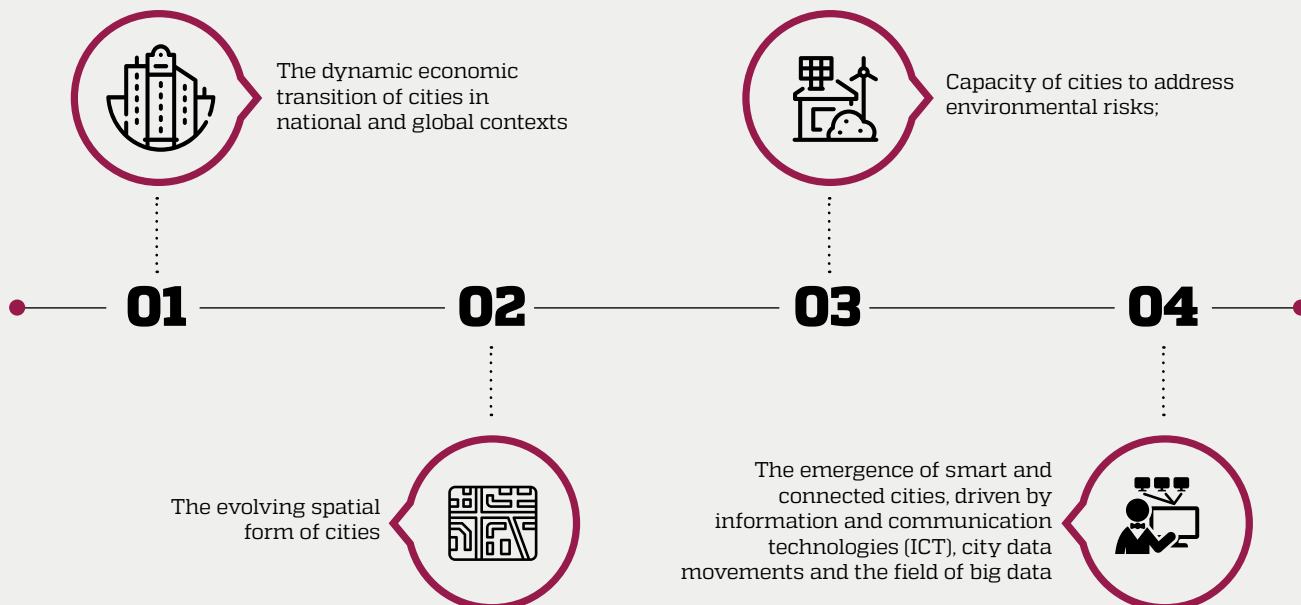 The dynamic economic
transition of cities in
national and global contexts
Capacity of cities to address
environmental risks;
01
02
03
04
The evolving spatial
form of cities
The emergence of smart and
connected cities, driven by
information and communication
technologies (ICT), city data
movements and the field of big data